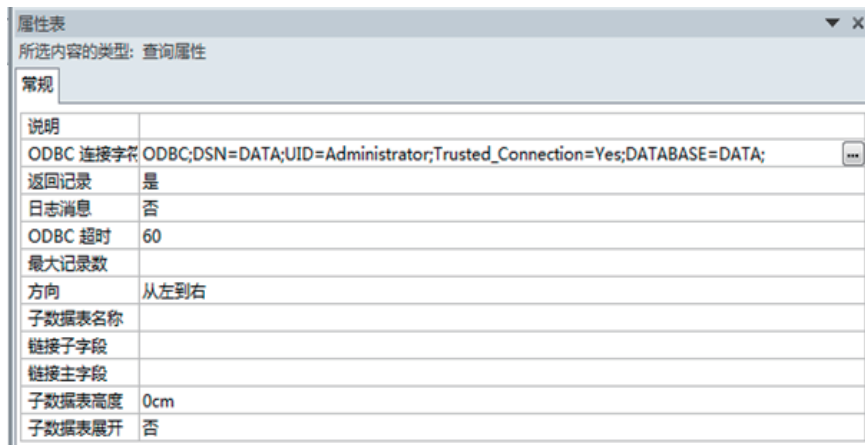 属性表
所选内容的类型: 查询属性
常规
说明
ODBC 连接字符 ODBC;DSN=DATA;UID=Administrator;Trusted_Connection=Yes;DATABASE=DATA;
返回记录 是
日志消息 否
ODBC 超时 60
最大记录数
方向 从左到右
子数据表名称
链接子字段
链接主字段
子数据表高度 0cm
子数据表展开 否